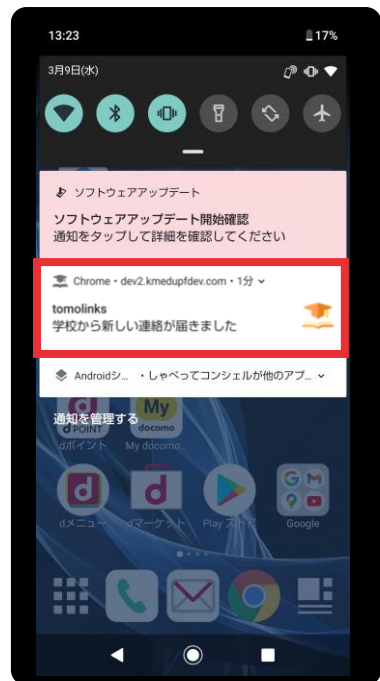 13:23
17%
3月9日(水)
ソフトウェアアップデート
ソフトウェアアップデート開始確認
通知をタップして詳細を確認してください
Chrome・dev2.kmedupfdev.com・1分
tomolinks
学校から新しい連絡が届きました
Androidシ... ・しゃべってコンシェルが他のアプ...
通知を管理する
d POINT
My docomo
dポイント My docomo...
dメニュー dマーケット Play ストア Google